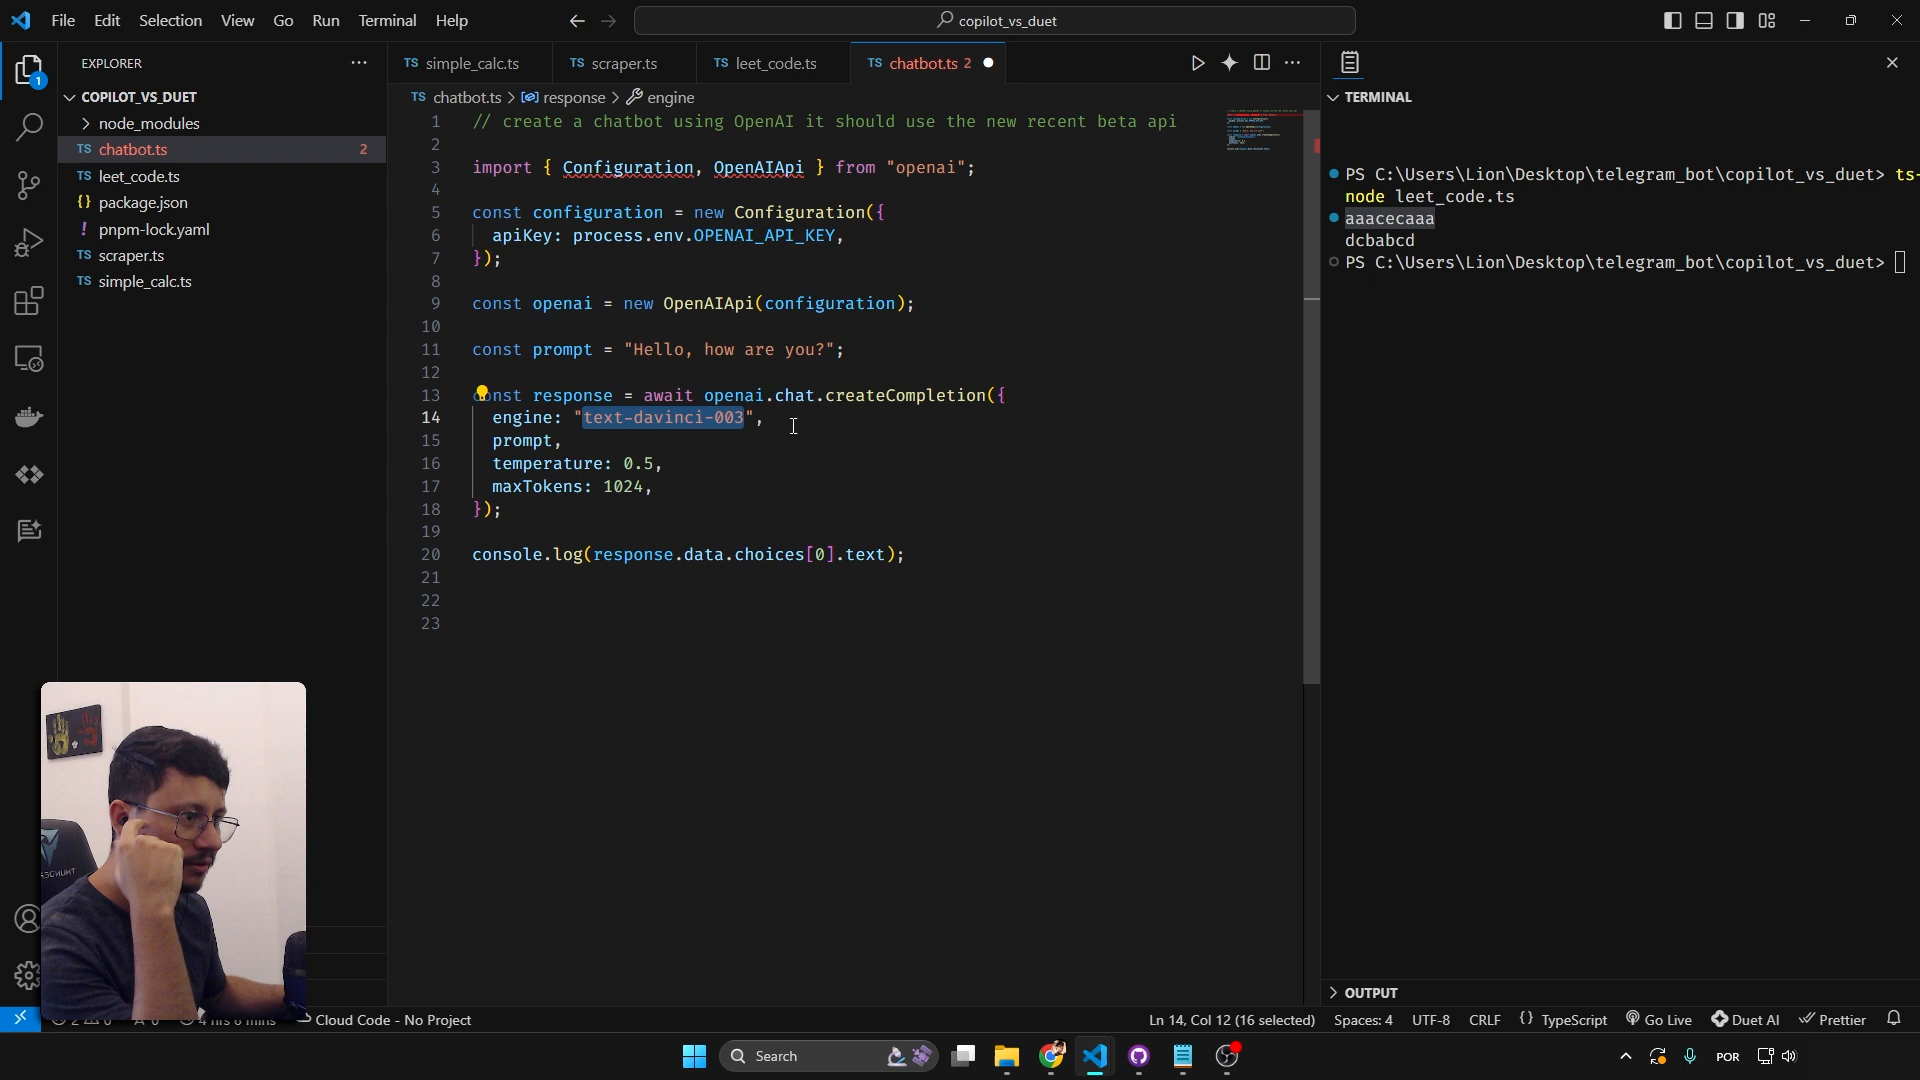 File Edit Selection View Go Run Terminal Help
copilot_vs_duet
EXPLORER
1
COPILOT_VS_DUET
node_modules
TS chatbot.ts 2
TS leet_code.ts
{} package.json
! pnpm-lock.yaml
TS scraper.ts
TS simple_calc.ts
TS simple_calc.ts TS scraper.ts TS leet_code.ts TS chatbot.ts 2
TS chatbot.ts > response > engine
1 // create a chatbot using OpenAI it should use the new recent beta api
2
3 import { Configuration, OpenAIApi } from "openai";
4
5 const configuration = new Configuration({
6 apiKey: process.env.OPENAI_API_KEY,
7 });
8
9 const openai = new OpenAIApi(configuration);
10
11 const prompt = "Hello, how are you?";
12
13 const response = await openai.chat.createCompletion({
14 engine: "text-davinci-003",
15 prompt,
16 temperature: 0.5,
17 maxTokens: 1024,
18 });
19
20 console.log(response.data.choices[0].text);
21
22
23
TERMINAL
PS C:\Users\Lion\Desktop\telegram_bot\copilot_vs_duet> ts-
node leet_code.ts
aaacecaaa
dcbabcd
PS C:\Users\Lion\Desktop\telegram_bot\copilot_vs_duet>
OUTPUT
Cloud Code - No Project
Ln 14, Col 12 (16 selected) Spaces: 4 UTF-8 CRLF {} TypeScript Go Live Duet AI Prettier
Search
POR